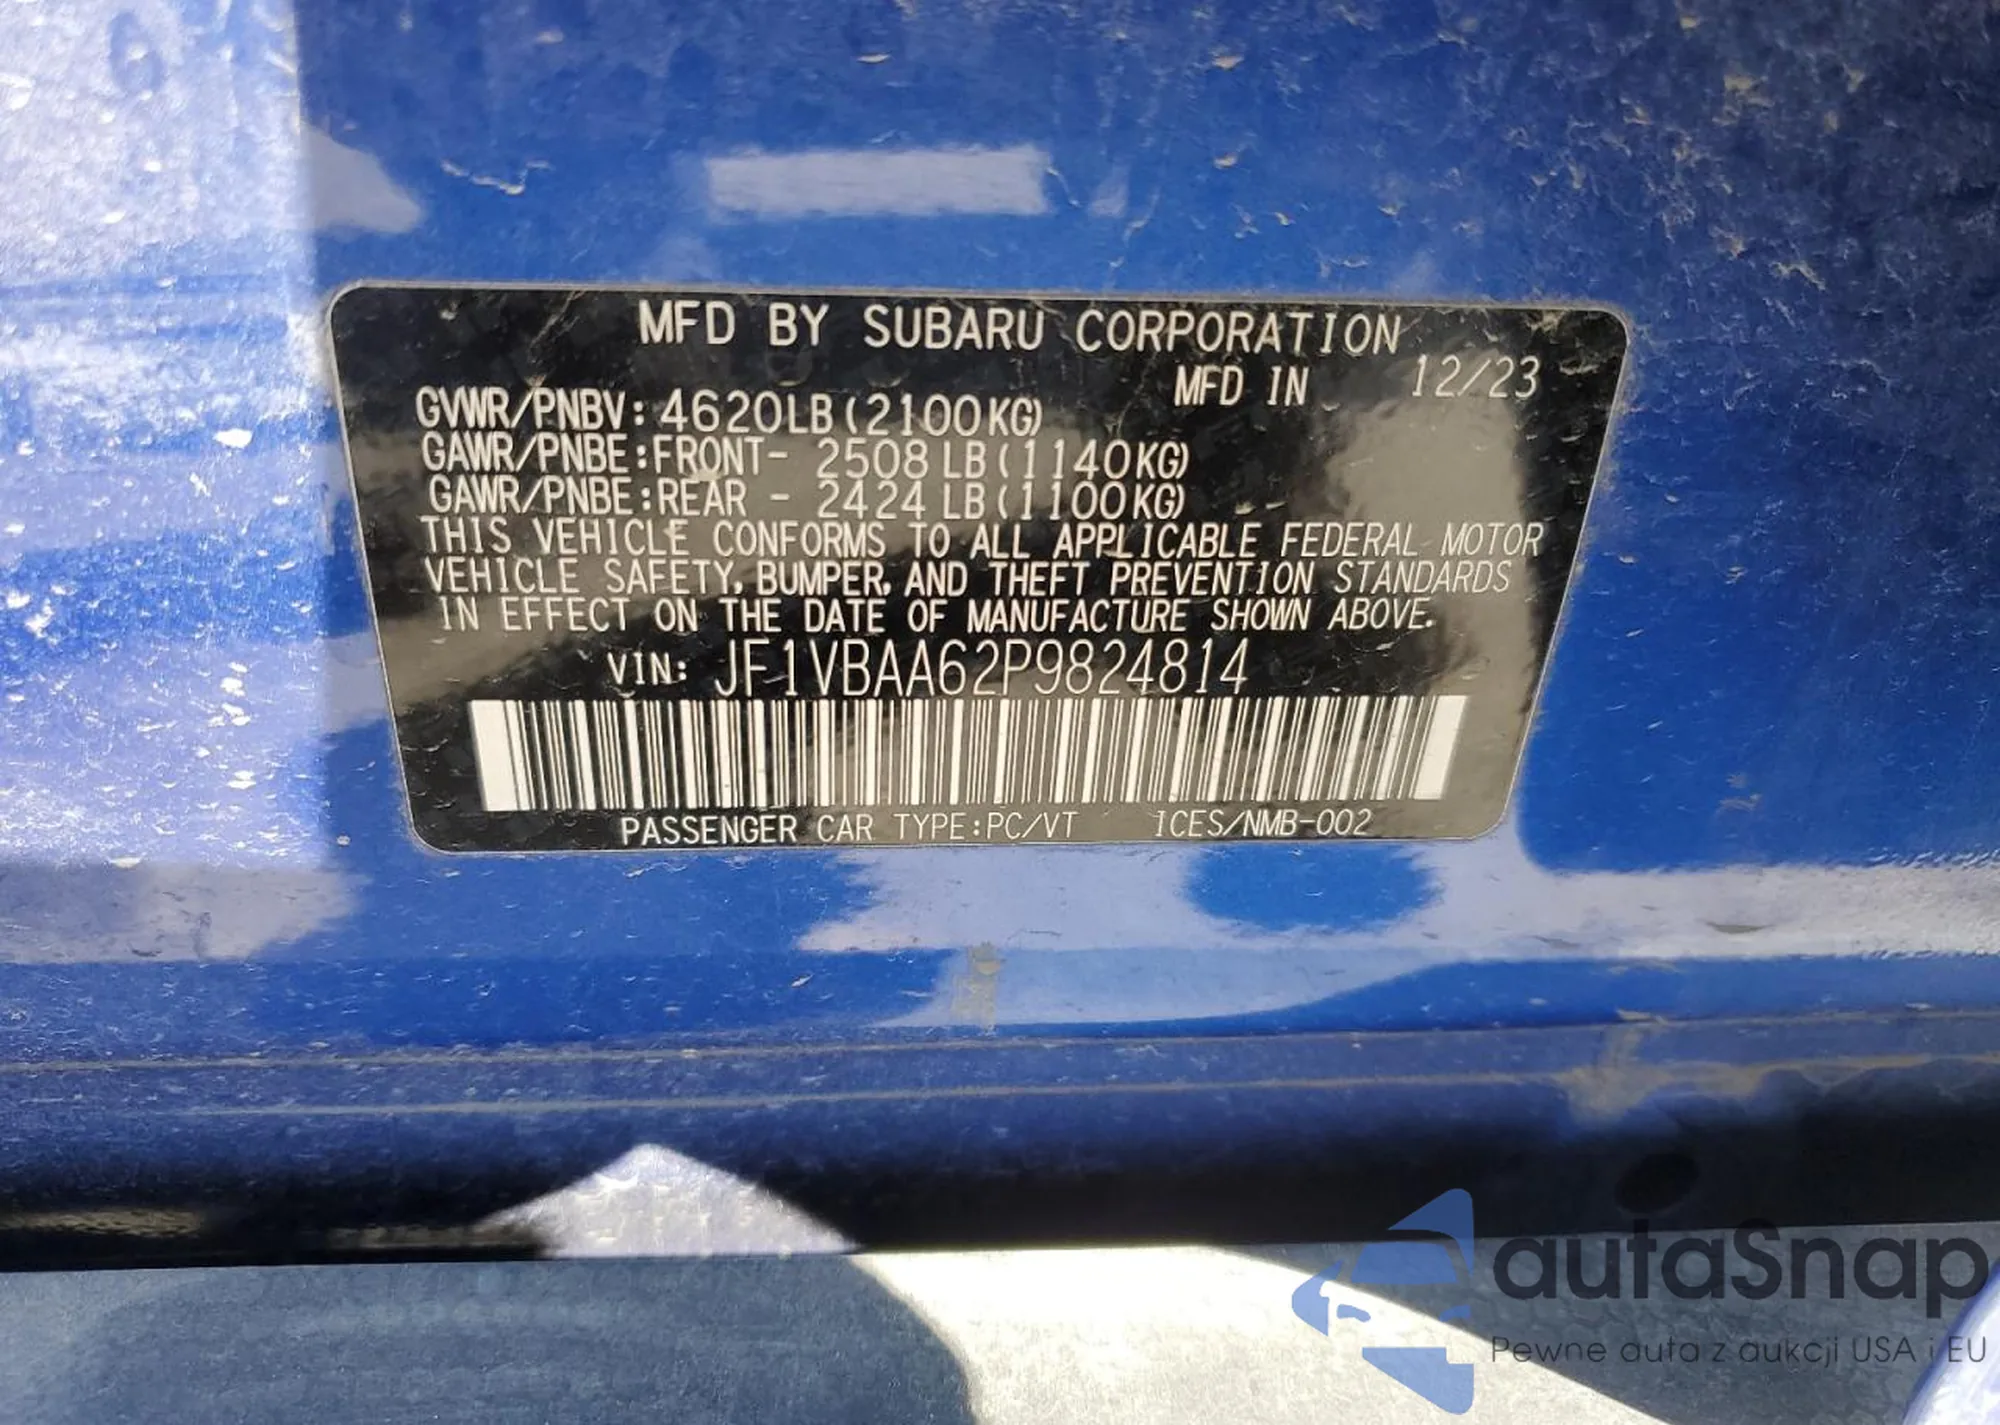 MFD BY SUBARU CORPORATION
MFD IN 12/23
GVWR/PNBV: 4620LB (2100KG)
GAWR/PNBE:FRONT- 2508 LB (1140KG)
GAWR/PNBE:REAR - 2424 LB (1100KG)
THIS VEHICLE CONFORMS TO ALL APPLICABLE FEDERAL MOTOR
VEHICLE SAFETY, BUMPER, AND THEFT PREVENTION STANDARDS
IN EFFECT ON THE DATE OF MANUFACTURE SHOWN ABOVE.
VIN: JF1VBAA62P9824814
PASSENGER CAR TYPE:PC/VT ICES/NMB-002
autaSnap
Pewne auta z aukcji USA i EU